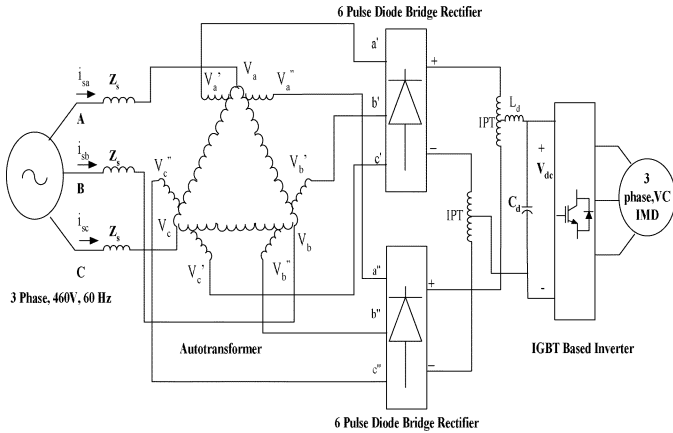 6 Pulse Diode Bridge Rectifier
a'
i_sa
Z_s
V_a' V_a V_a"
+
L_d
A
b'
IPT
i_sb
Z_s
V_c" V_b'
c'
−
+
V_dc
3
phase,VC
IMD
B
IPT
C_d
i_sc
Z_s
V_c V_b
a"
C
V_c' V_b"
+
-
3 Phase, 460V, 60 Hz
b"
Autotransformer
IGBT Based Inverter
c"
−
6 Pulse Diode Bridge Rectifier